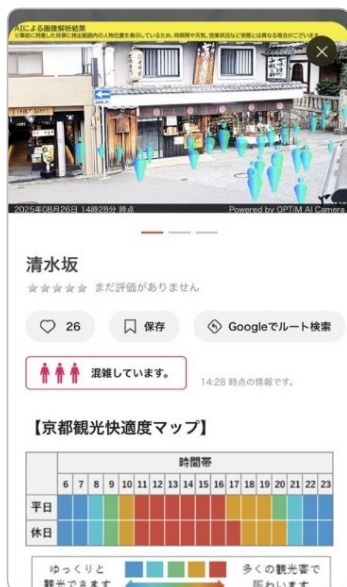 AIによる画像解析結果
2025年08月26日 14時28分 時点
Powered by OPTiM AI Camera
清水坂
まだ評価がありません
26
保存
Googleでルート検索
混雑しています。
14:28 時点の情報です。
【京都観光快適度マップ】
時間帯
6 7 8 9 10 11 12 13 14 15 16 17 18 19 20 21 22 23
平日
休日
ゆっくりと
観光できます
多くの観光客で
賑わいます